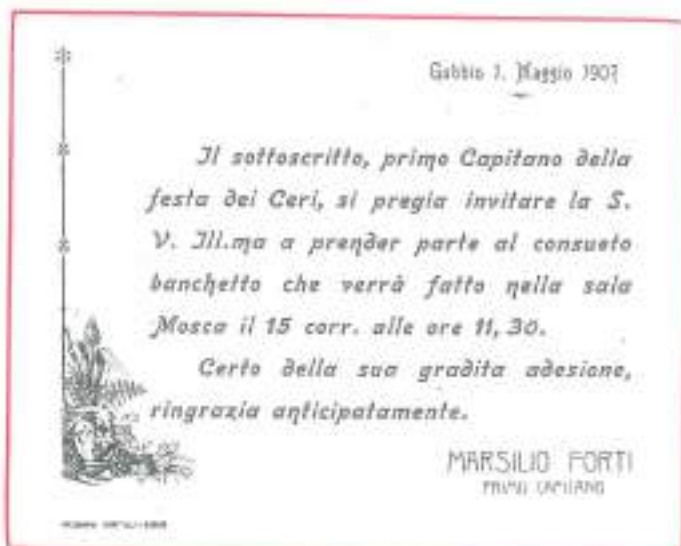 Gubbio 1. Maggio 1907
Il sottoscritto, primo Capitano della
festa dei Ceri, si pregia invitare la S.
V. Ill.ma a prender parte al consueto
banchetto che verrà fatto nella sala
Mosca il 15 corr. alle ore 11,30.
Certo della sua gradita adesione,
ringrazia anticipatamente.
MARSILIO FORTI
PRIMO CAPITANO